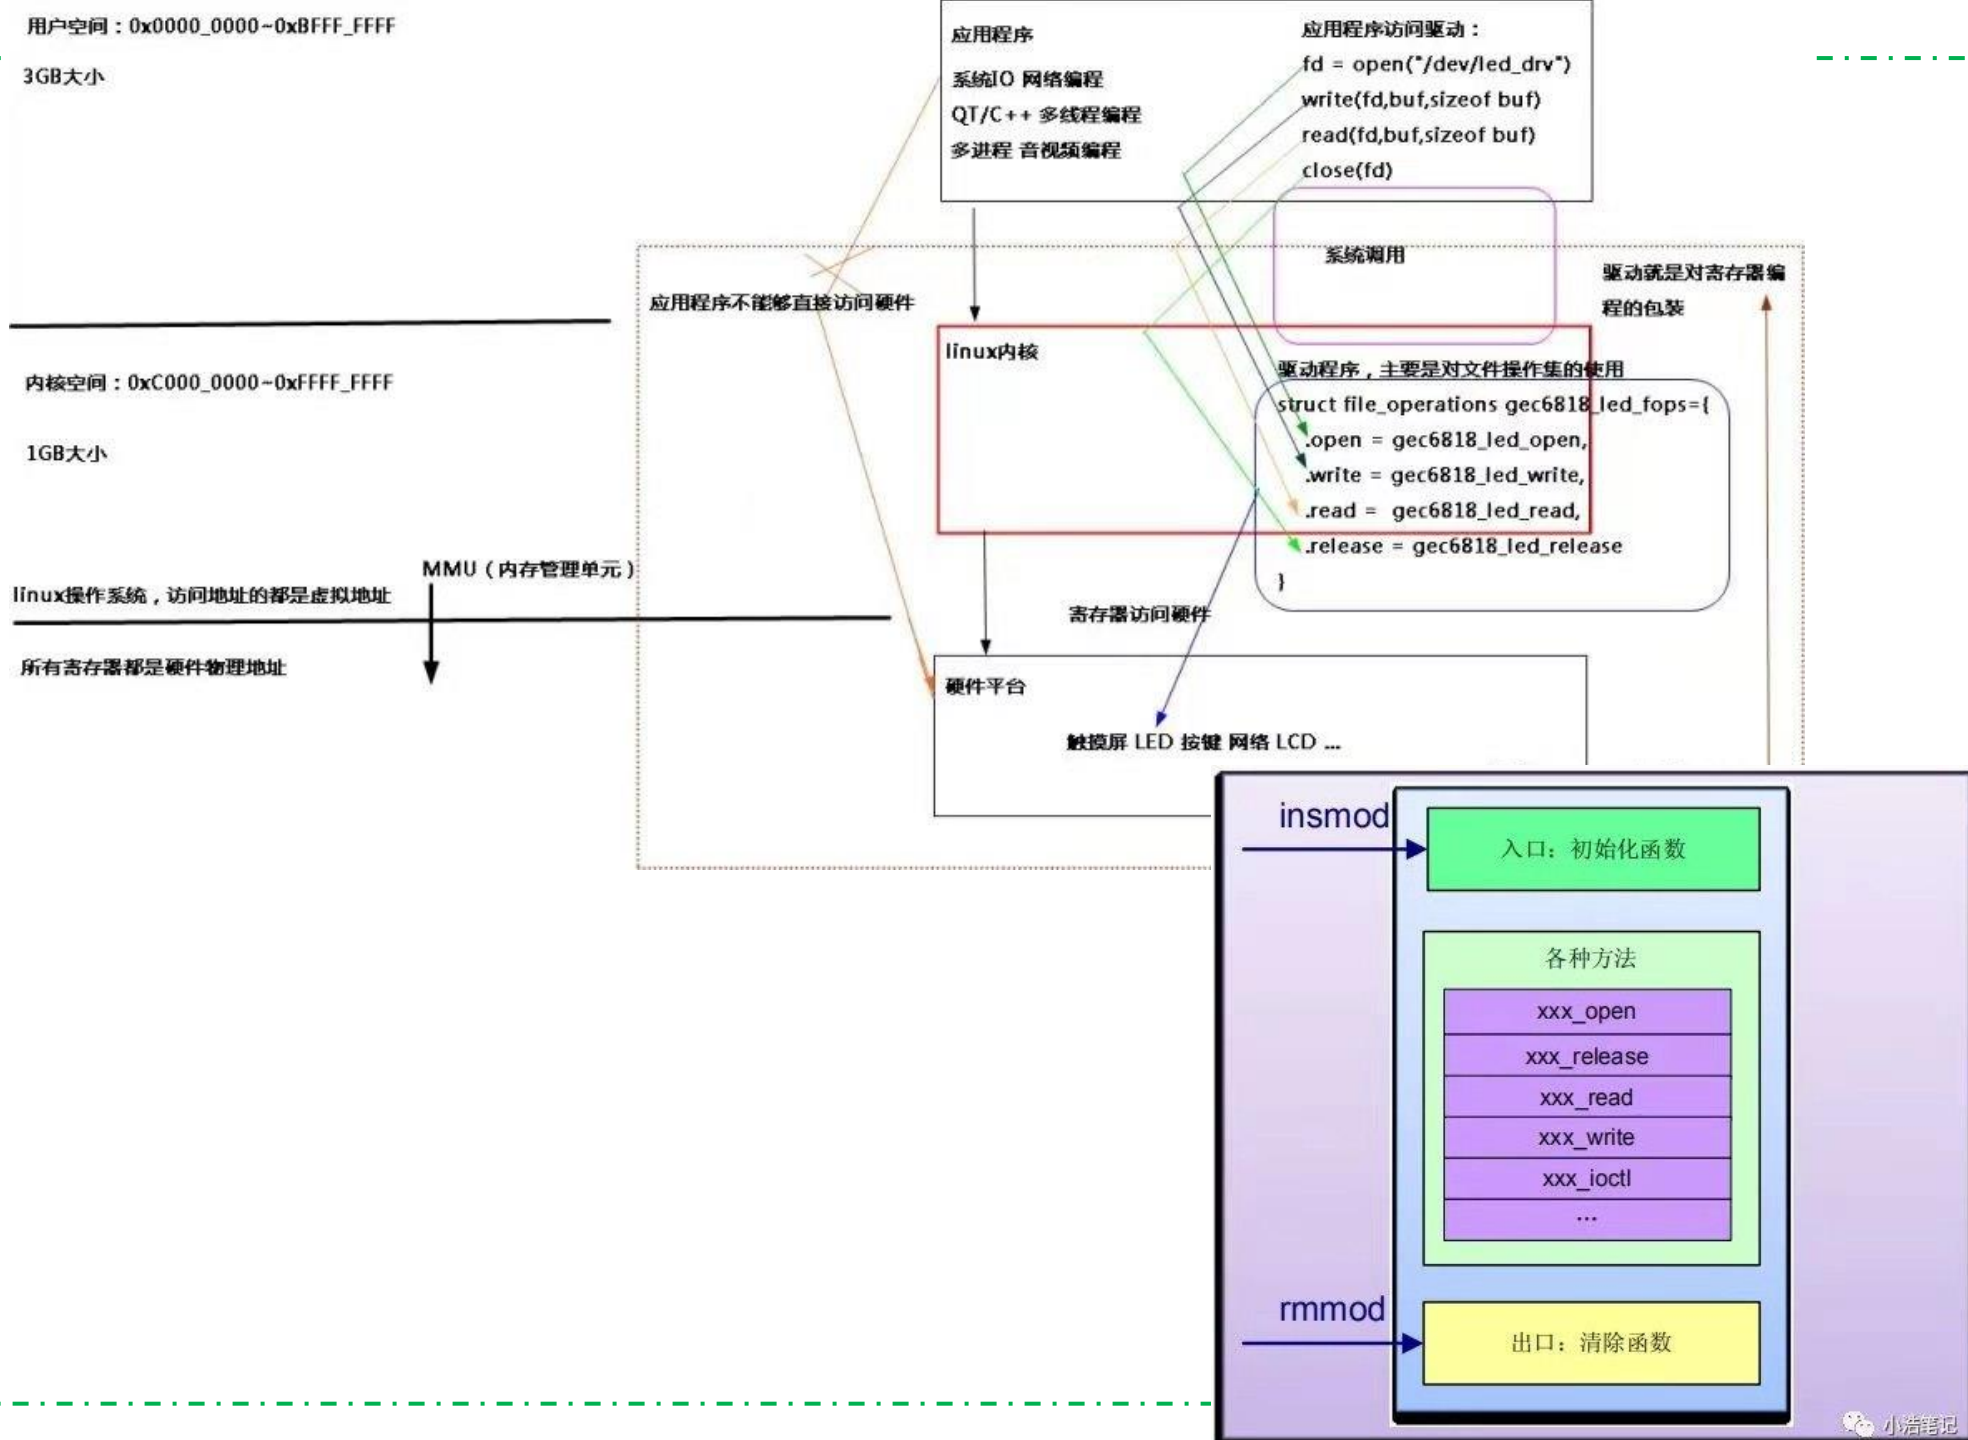 用户空间：0x0000_0000~0xBFFF_FFFF
3GB大小
应用程序
系统IO 网络编程
QT/C++ 多线程编程
多进程 音视频编程
应用程序访问驱动：
fd = open("/dev/led_drv")
write(fd,buf,sizeof buf)
read(fd,buf,sizeof buf)
close(fd)
系统调用
应用程序不能够直接访问硬件
驱动就是对寄存器编
程的包装
linux内核
内核空间：0xC000_0000~0xFFFF_FFFF
1GB大小
驱动程序，主要是对文件操作集的使用
struct file_operations gec6818_led_fops={
.open = gec6818_led_open,
.write = gec6818_led_write,
.read = gec6818_led_read,
.release = gec6818_led_release
}
MMU（内存管理单元）
linux操作系统，访问地址的都是虚拟地址
所有寄存器都是硬件物理地址
寄存器访问硬件
硬件平台
触摸屏 LED 按键 网络 LCD ...
insmod
入口：初始化函数
各种方法
xxx_open
xxx_release
xxx_read
xxx_write
xxx_ioctl
...
rmmod
出口：清除函数
小浩笔记